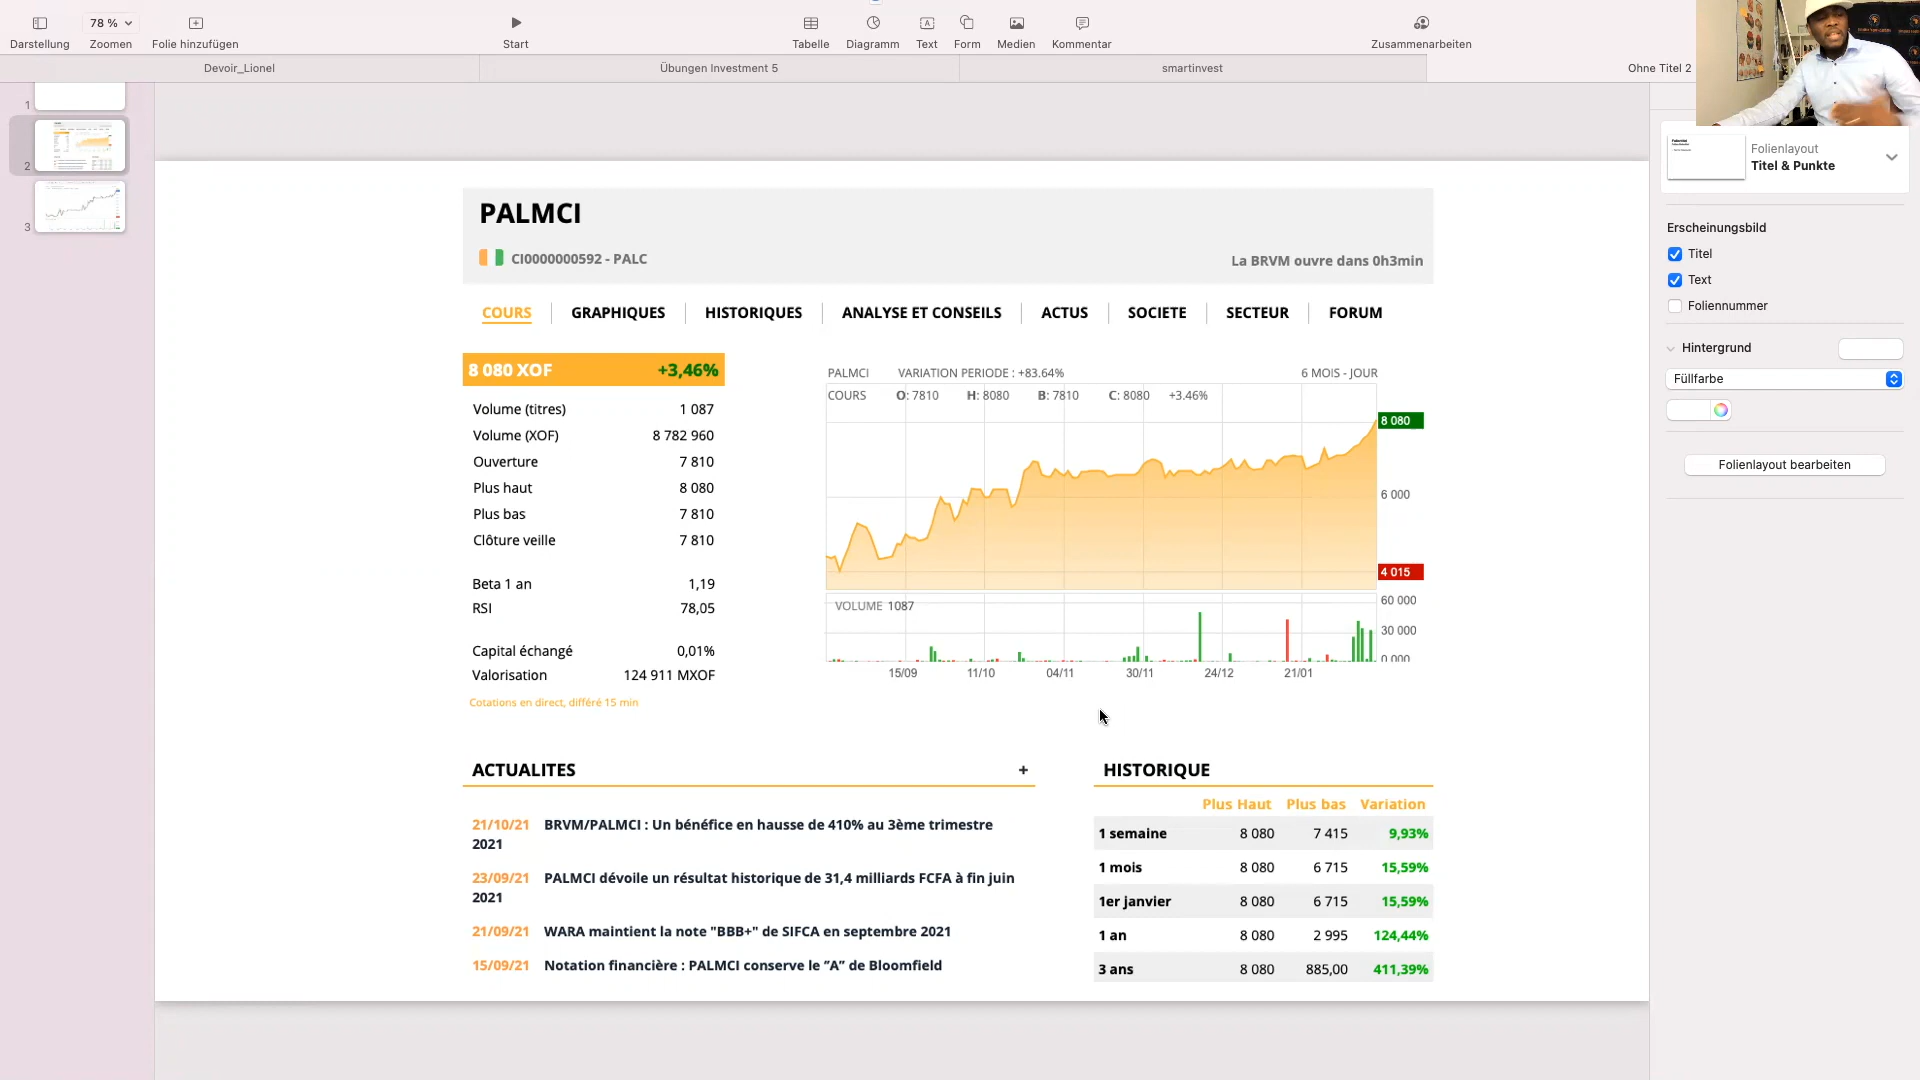 78 %
Darstellung
Zoomen
Folie hinzufügen
Start
Tabelle
Diagramm
Text
Form
Medien
Kommentar
Zusammenarbeiten
Devoir_Lionel
Übungen Investment 5
smartinvest
Ohne Titel 2
1
2
3
PALMCI
CI0000000592 - PALC
La BRVM ouvre dans 0h3min
COURS
GRAPHIQUES
HISTORIQUES
ANALYSE ET CONSEILS
ACTUS
SOCIETE
SECTEUR
FORUM
8 080 XOF +3,46%
Volume (titres) 1 087
Volume (XOF) 8 782 960
Ouverture 7 810
Plus haut 8 080
Plus bas 7 810
Clôture veille 7 810
Beta 1 an 1,19
RSI 78,05
Capital échangé 0,01%
Valorisation 124 911 MXOF
Cotations en direct, différé 15 min
PALMCI VARIATION PERIODE : +83.64% 6 MOIS - JOUR
COURS O: 7810 H: 8080 B: 7810 C: 8080 +3.46%
8 080
6 000
4 015
VOLUME 1087
60 000
30 000
0 000
15/09 11/10 04/11 30/11 24/12 21/01
ACTUALITES +
21/10/21 BRVM/PALMCI : Un bénéfice en hausse de 410% au 3ème trimestre
2021
23/09/21 PALMCI dévoile un résultat historique de 31,4 milliards FCFA à fin juin
2021
21/09/21 WARA maintient la note "BBB+" de SIFCA en septembre 2021
15/09/21 Notation financière : PALMCI conserve le “A” de Bloomfield
HISTORIQUE
Plus Haut Plus bas Variation
1 semaine 8 080 7 415 9,93%
1 mois 8 080 6 715 15,59%
1er janvier 8 080 6 715 15,59%
1 an 8 080 2 995 124,44%
3 ans 8 080 885,00 411,39%
Folienlayout
Titel & Punkte
Erscheinungsbild
Titel
Text
Foliennummer
Hintergrund
Füllfarbe
Folienlayout bearbeiten